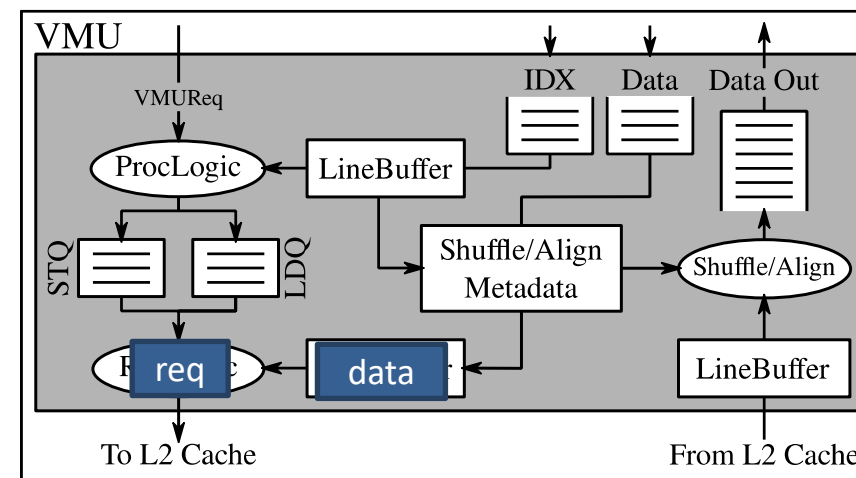 VMU
IDX Data Data Out
VMUReq
ProcLogic
LineBuffer
STQ
LDQ
Shuffle/Align
Metadata
Shuffle/Align
req
data
LineBuffer
To L2 Cache
From L2 Cache